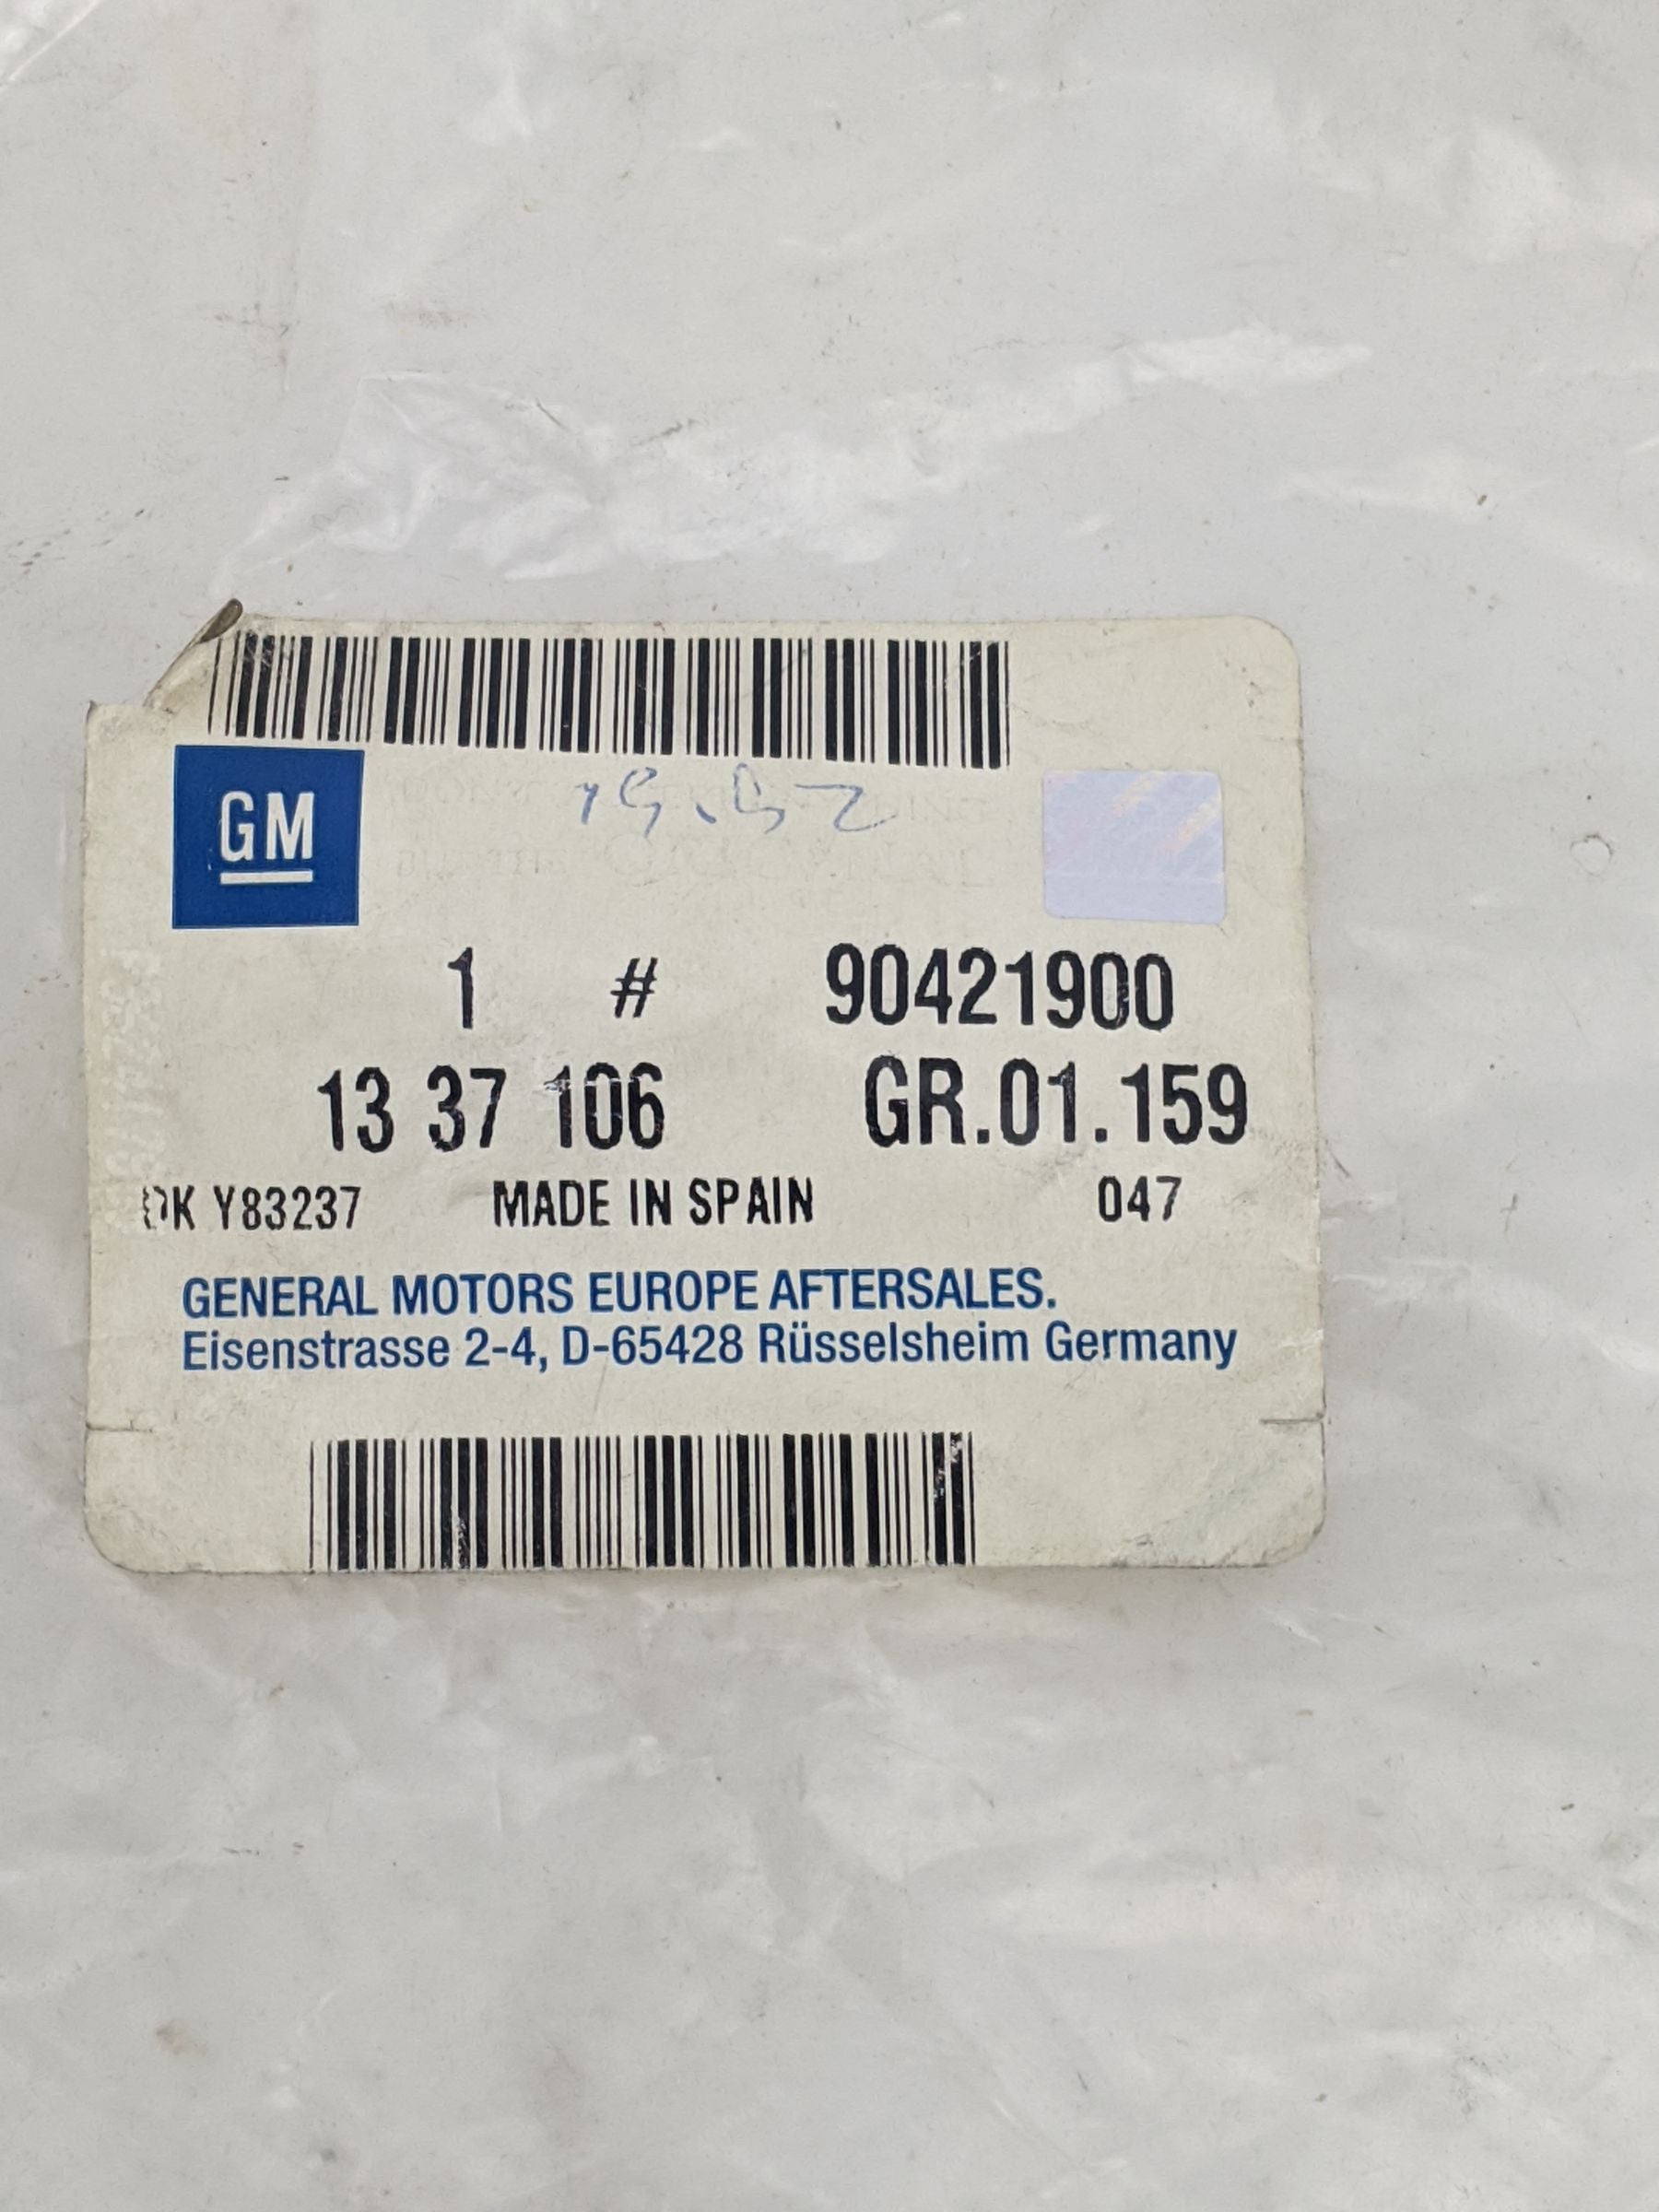 GM
1 # 90421900
13 37 106 GR.01.159
DK Y83237 MADE IN SPAIN 047
GENERAL MOTORS EUROPE AFTERSALES.
Eisenstrasse 2-4, D-65428 Rüsselsheim Germany